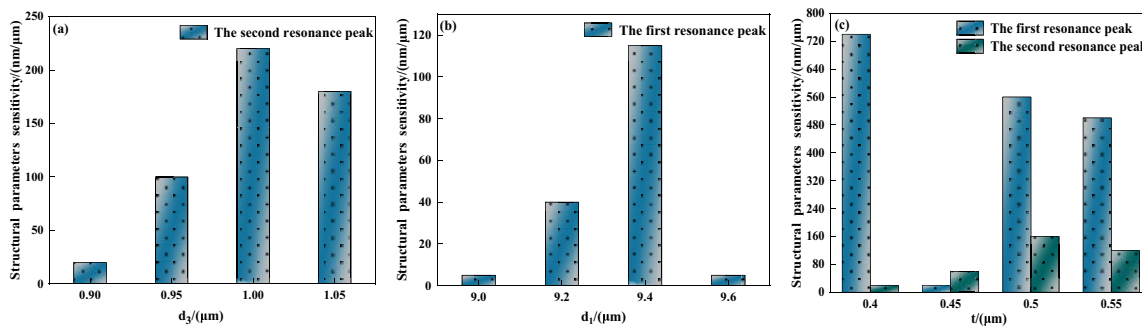 (a)
The second resonance peak
Structural parameters sensitivity/(nm/μm)
250
200
150
100
50
0
0.90 0.95 1.00 1.05
d₃/(μm)
(b)
The first resonance peak
Structural parameters sensitivity/(nm/μm)
120
100
80
60
40
20
0
9.0 9.2 9.4 9.6
d₁/(μm)
(c)
The first resonance peak
The second resonance peak
Structural parameters sensitivity/(nm/μm)
800
720
640
560
480
400
320
240
160
80
0
0.4 0.45 0.5 0.55
t/(μm)